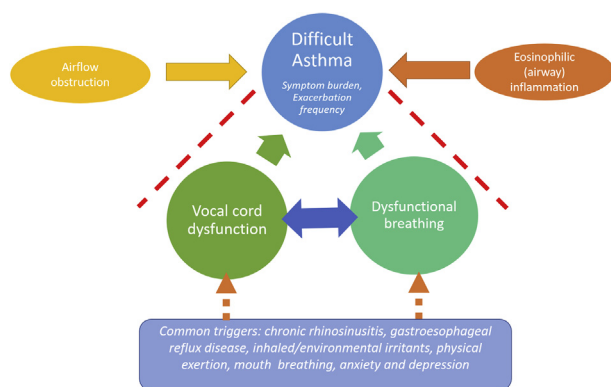 Difficult
Asthma
Symptom burden,
Exacerbation
frequency
Airflow
obstruction
Eosinophilic
(airway)
inflammation
Vocal cord
dysfunction
Dysfunctional
breathing
Common triggers: chronic rhinosinusitis, gastroesophageal
reflux disease, inhaled/environmental irritants, physical
exertion, mouth breathing, anxiety and depression